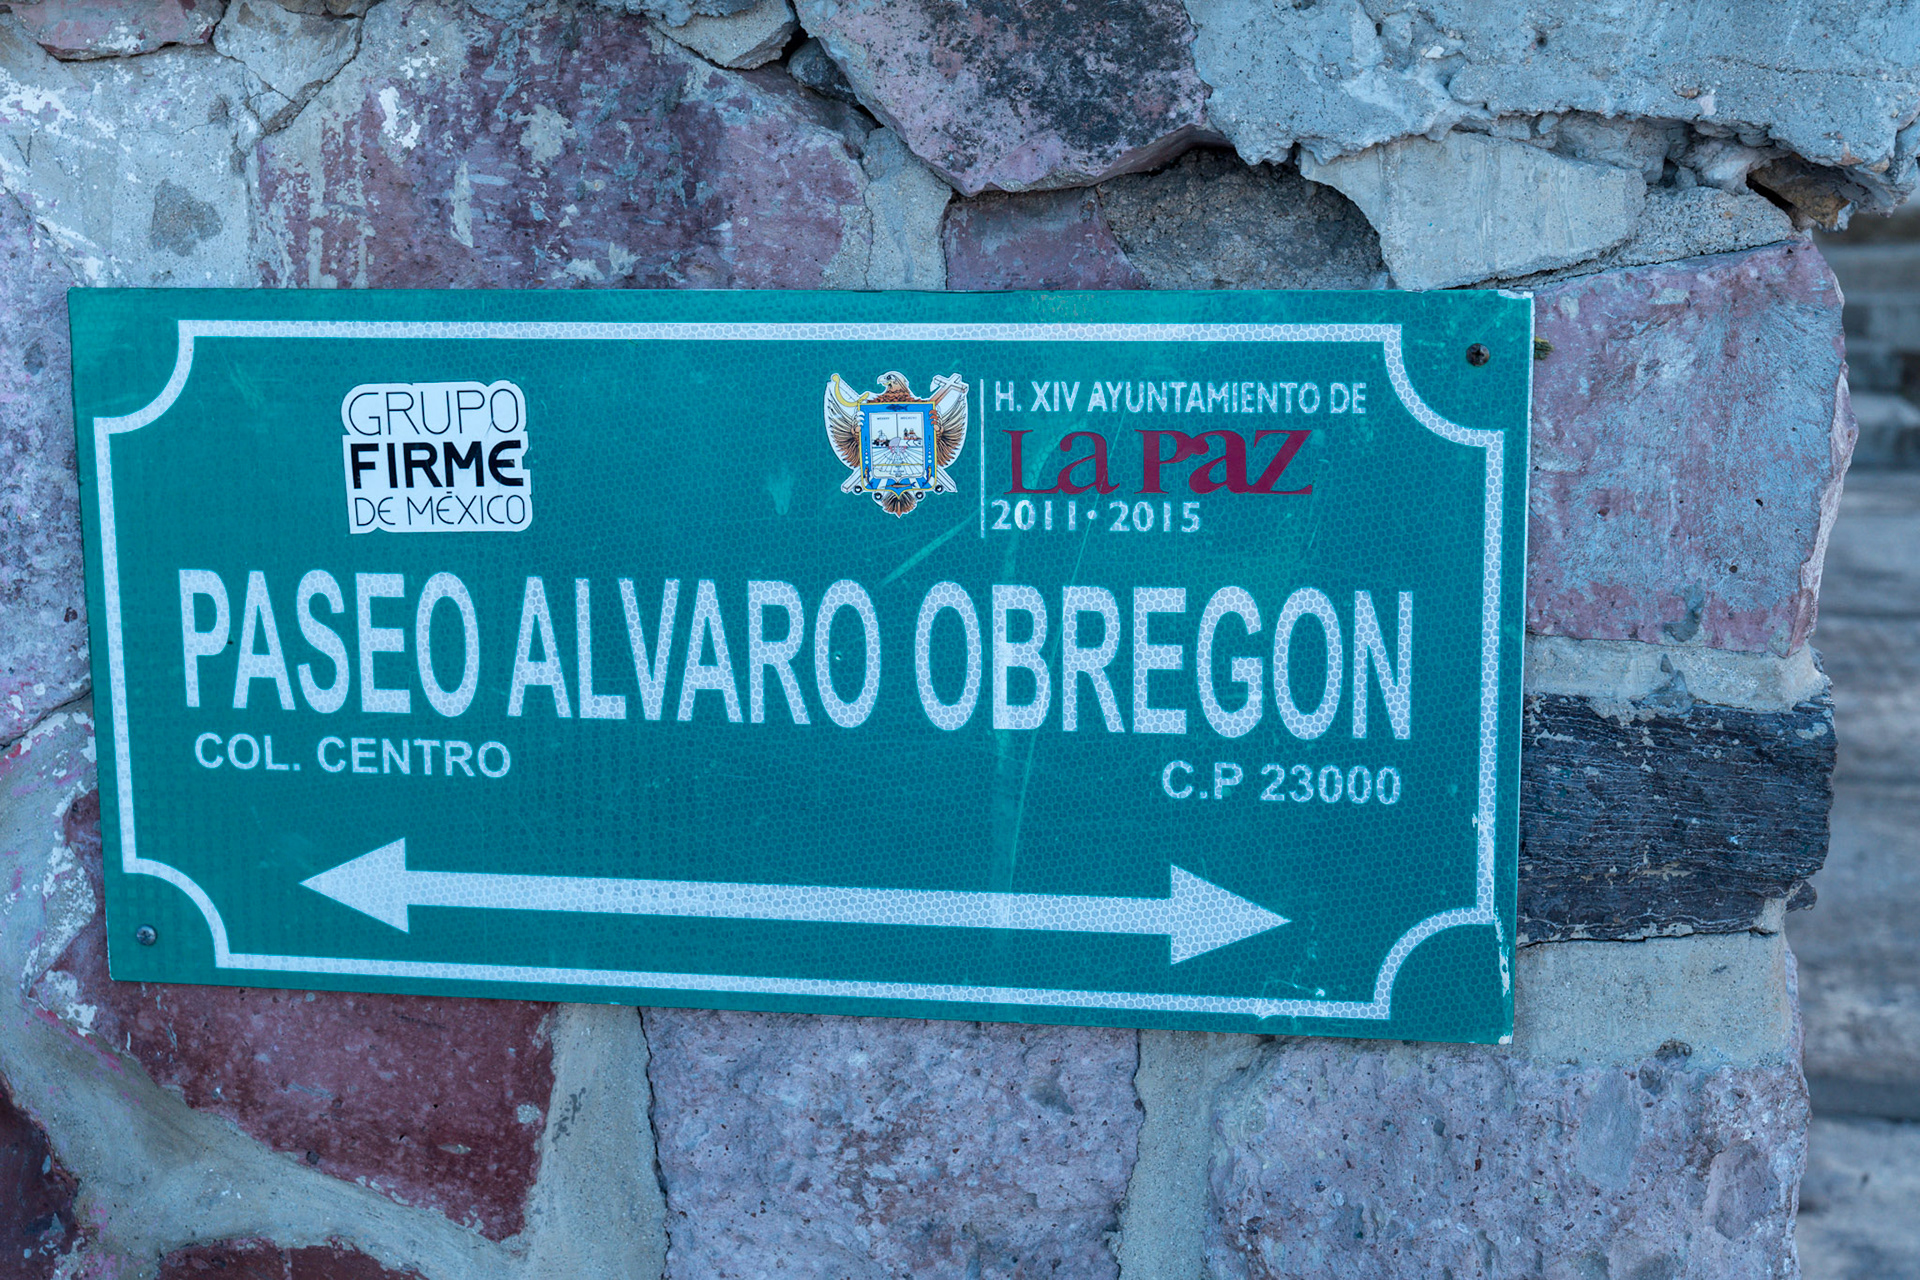 GRUPO
FIRME
DE MÉXICO
H. XIV AYUNTAMIENTO DE
La Paz
2011•2015
PASEO ALVARO OBREGON
COL. CENTRO
C.P 23000